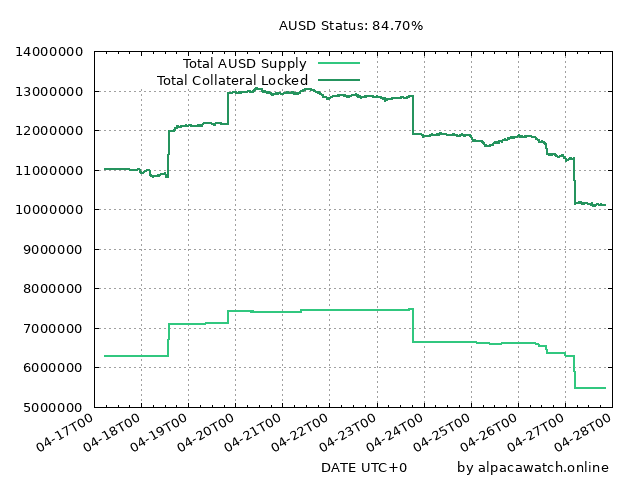 AUSD Status: 84.70%
14000000
13000000
12000000
11000000
10000000
9000000
8000000
7000000
6000000
5000000
Total AUSD Supply
Total Collateral Locked
04-17T00
04-18T00
04-19T00
04-20T00
04-21T00
04-22T00
04-23T00
04-24T00
04-25T00
04-26T00
04-27T00
04-28T00
DATE UTC+0
by alpacawatch.online